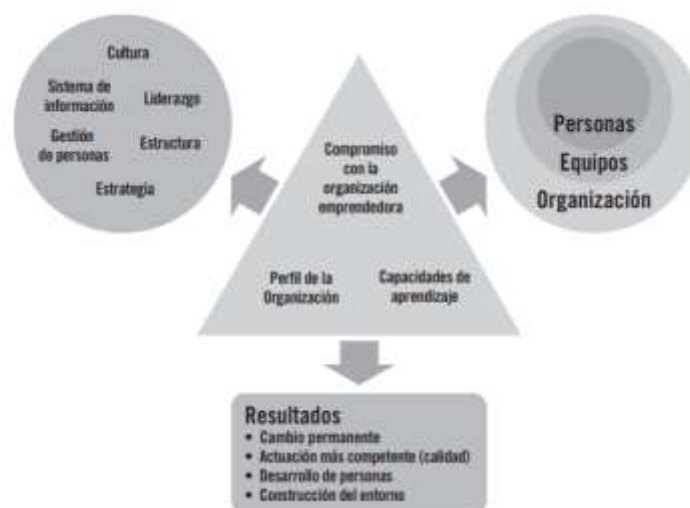 Cultura
Sistema de
información
Liderazgo
Gestión
de personas
Estructura
Estrategia
Compromiso
con la
organización
emprendedora
Perfil de la
Organización
Capacidades de
aprendizaje
Personas
Equipos
Organización
Resultados
• Cambio permanente
• Actuación más competente (calidad)
• Desarrollo de personas
• Construcción del entorno